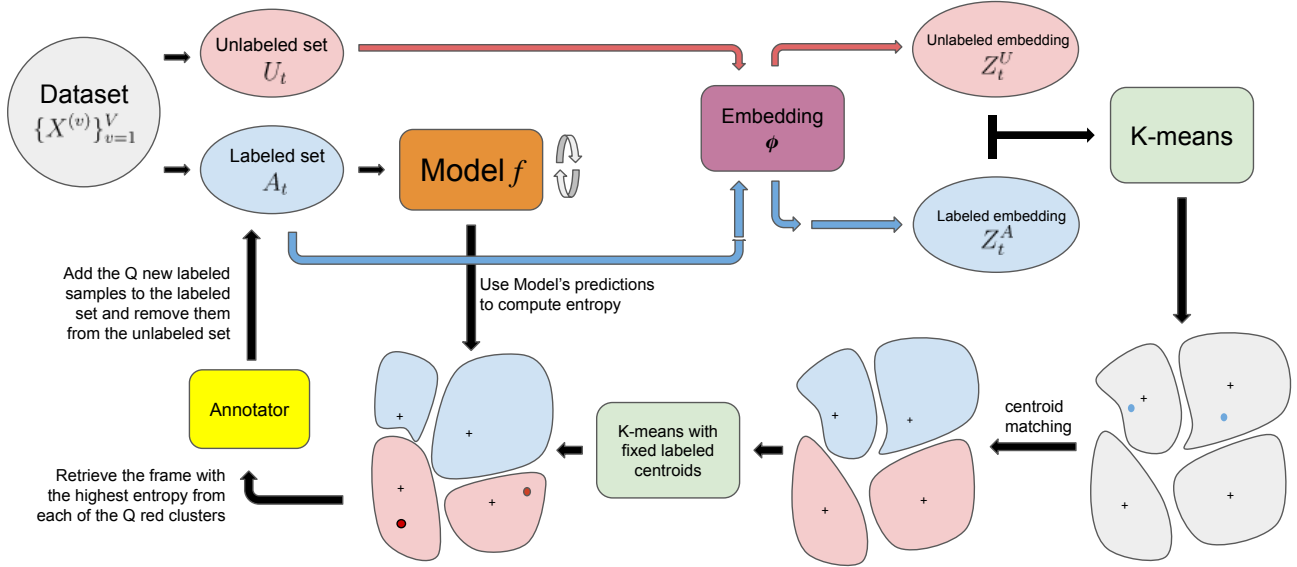 Dataset
{X^{(v)}}_{v=1}^{V}
Unlabeled set
U_t
Labeled set
A_t
Model f
Embedding
ϕ
Unlabeled embedding
Z_t^U
Labeled embedding
Z_t^A
K-means
Add the Q new labeled
samples to the labeled
set and remove them
from the unlabeled set
Use Model's predictions
to compute entropy
Annotator
Retrieve the frame with
the highest entropy from
each of the Q red clusters
K-means with
fixed labeled
centroids
centroid
matching